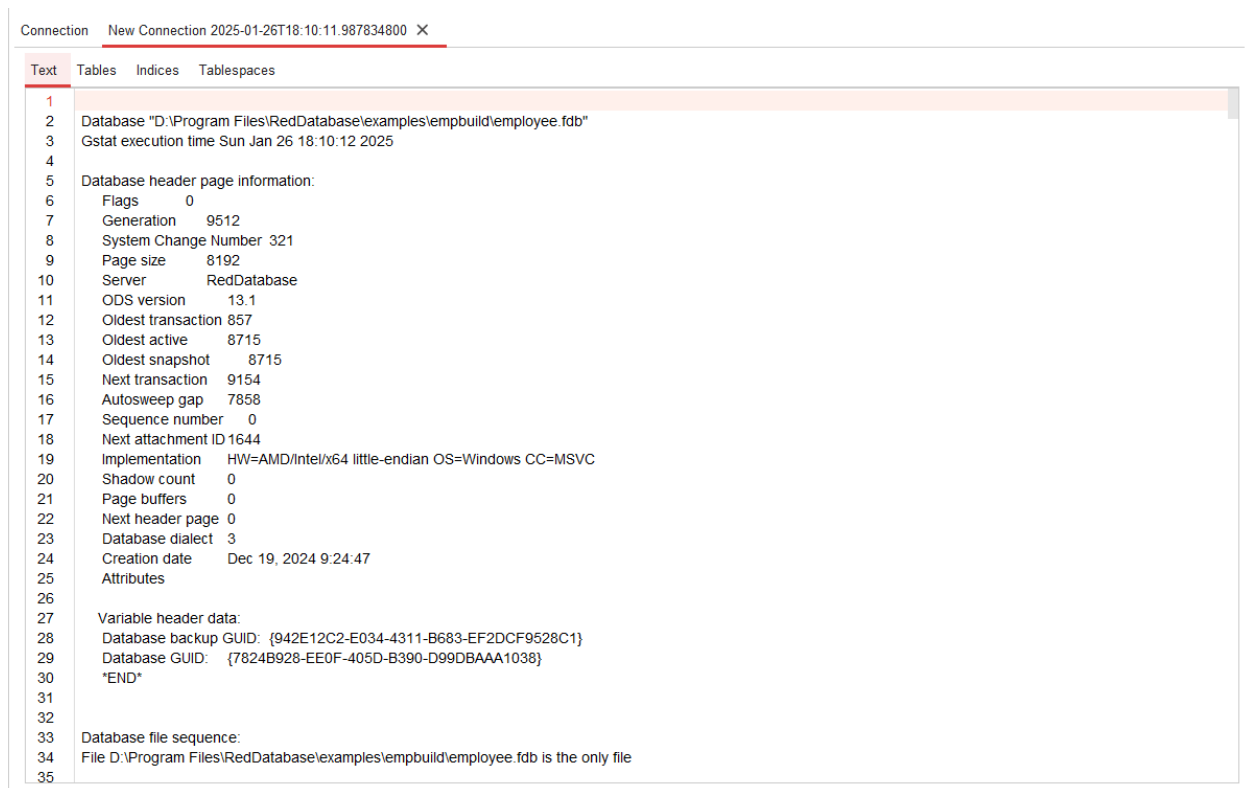 Connection New Connection 2025-01-26T18:10:11.987834800 ✕
Text Tables Indices Tablespaces
1
2 Database "D:\Program Files\RedDatabase\examples\empbuild\employee.fdb"
3 Gstat execution time Sun Jan 26 18:10:12 2025
4
5 Database header page information:
6 Flags 0
7 Generation 9512
8 System Change Number 321
9 Page size 8192
10 Server RedDatabase
11 ODS version 13.1
12 Oldest transaction 857
13 Oldest active 8715
14 Oldest snapshot 8715
15 Next transaction 9154
16 Autosweep gap 7858
17 Sequence number 0
18 Next attachment ID 1644
19 Implementation HW=AMD/Intel/x64 little-endian OS=Windows CC=MSVC
20 Shadow count 0
21 Page buffers 0
22 Next header page 0
23 Database dialect 3
24 Creation date Dec 19, 2024 9:24:47
25 Attributes
26
27 Variable header data:
28 Database backup GUID: {942E12C2-E034-4311-B683-EF2DCF9528C1}
29 Database GUID: {7824B928-EE0F-405D-B390-D99DBAAA1038}
30 *END*
31
32
33 Database file sequence:
34 File D:\Program Files\RedDatabase\examples\empbuild\employee.fdb is the only file
35